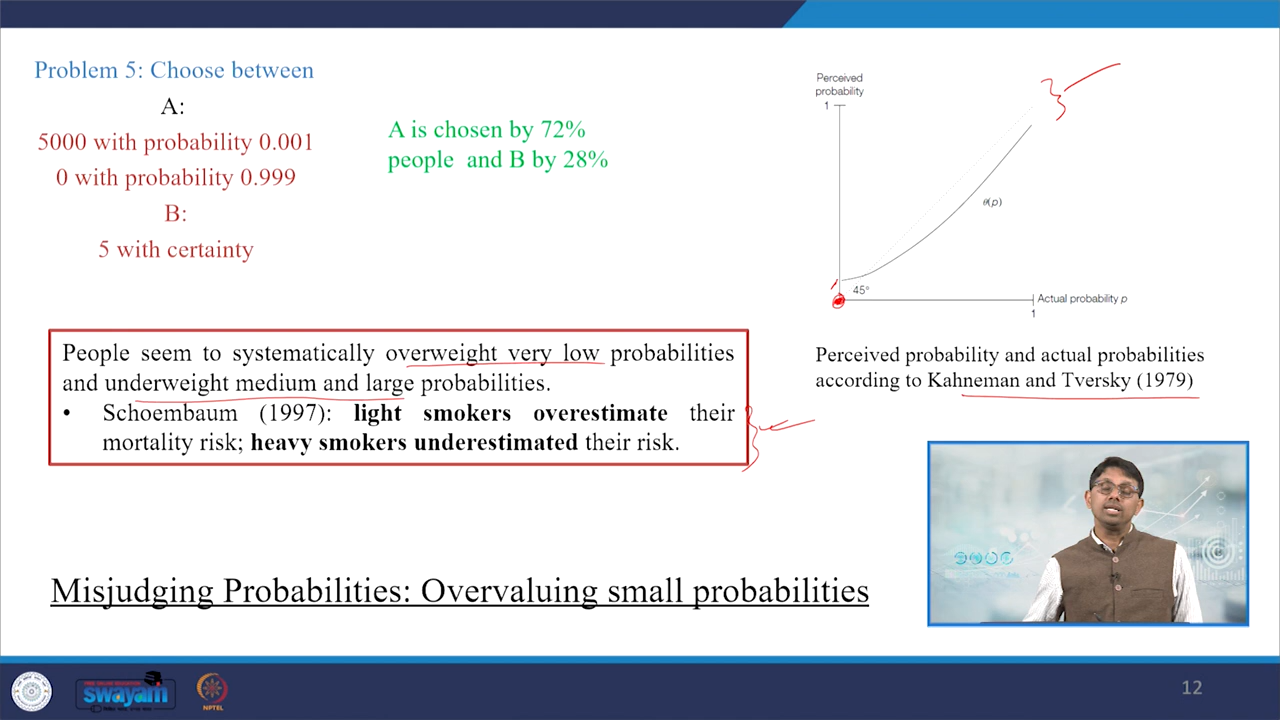 Problem 5: Choose between
A:
5000 with probability 0.001
0 with probability 0.999
B:
5 with certainty
A is chosen by 72%
people and B by 28%
Perceived
probability
1
θ(p)
45°
Actual probability p
1
Perceived probability and actual probabilities
according to Kahneman and Tversky (1979)
People seem to systematically overweight very low probabilities
and underweight medium and large probabilities.
• Schoembaum (1997): light smokers overestimate their
mortality risk; heavy smokers underestimated their risk.
Misjudging Probabilities: Overvaluing small probabilities
swayam
NPTEL
12